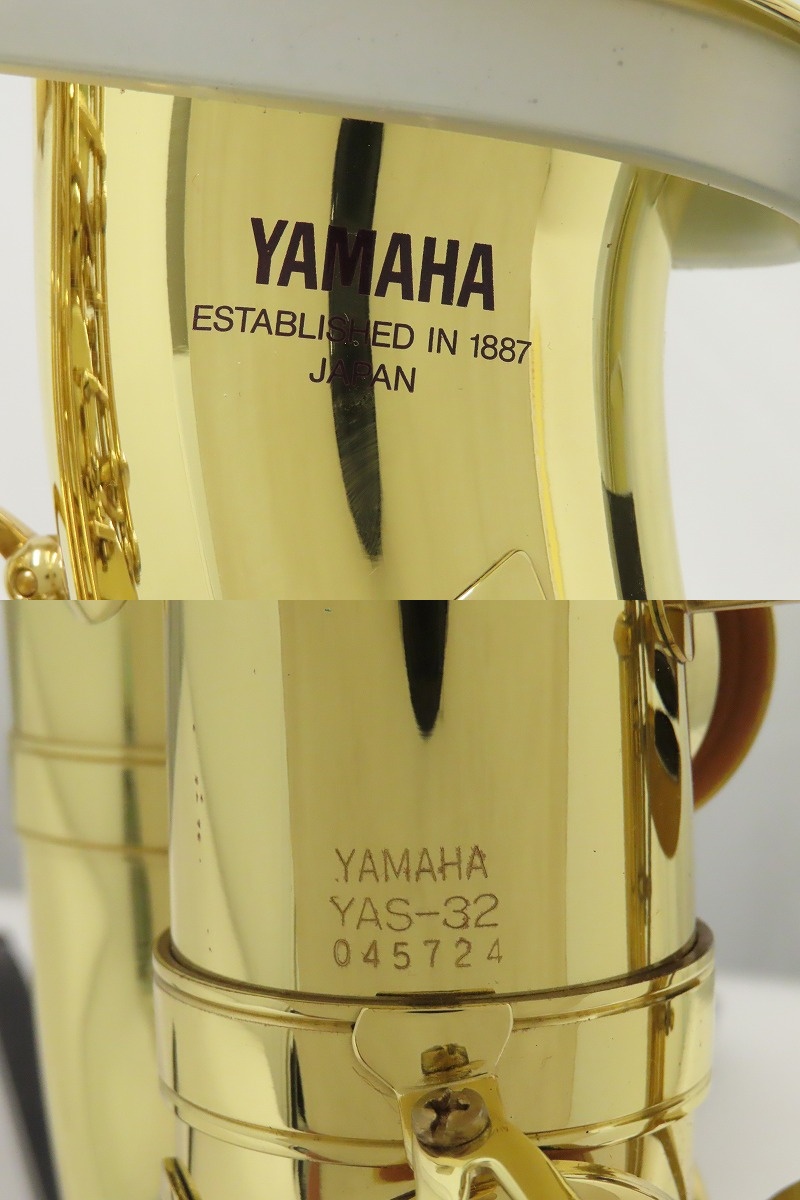 YAMAHA
ESTABLISHED IN 1887
JAPAN
YAMAHA
YAS-32
045724